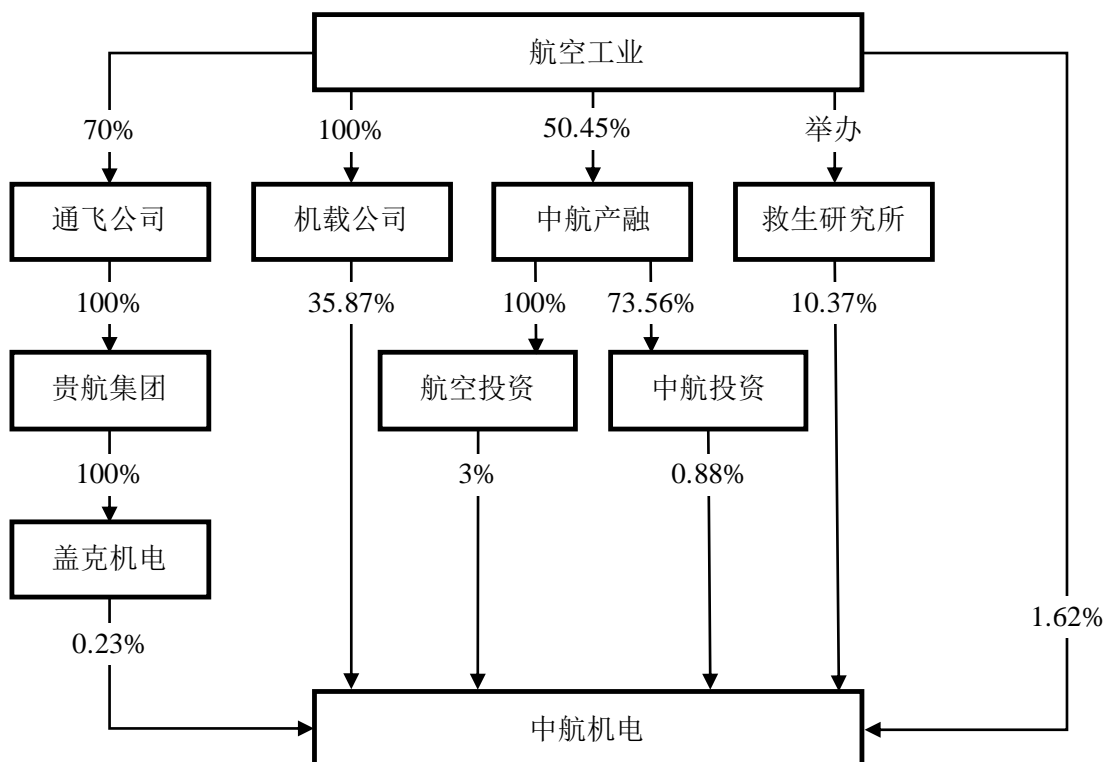 航空工业
70%
100%
50.45%
举办
通飞公司
机载公司
中航产融
救生研究所
100%
35.87%
100%
73.56%
10.37%
贵航集团
航空投资
中航投资
100%
3%
0.88%
盖克机电
1.62%
0.23%
中航机电